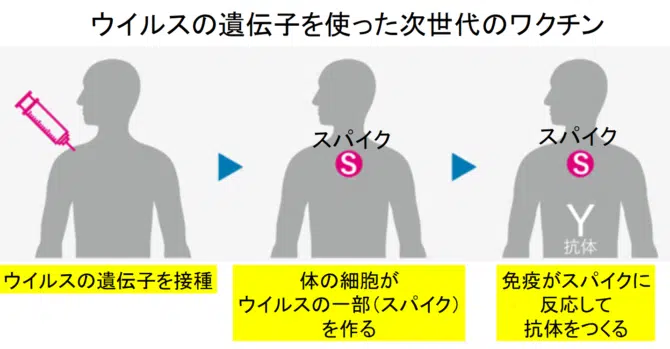 ウイルスの遺伝子を使った次世代のワクチン
スパイク
S
スパイク
S
Y
抗体
ウイルスの遺伝子を接種
体の細胞が
ウイルスの一部（スパイク）
を作る
免疫がスパイクに
反応して
抗体をつくる